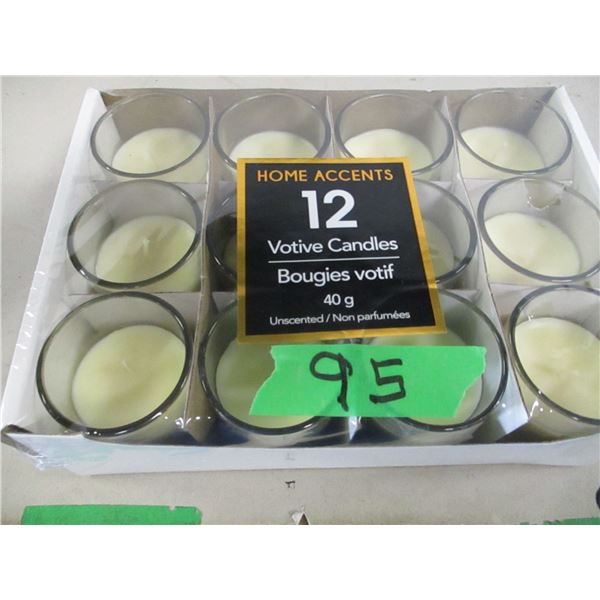 HOME ACCENTS
12
Votive Candles
Bougies votif
40 g
Unscented / Non parfumées
95